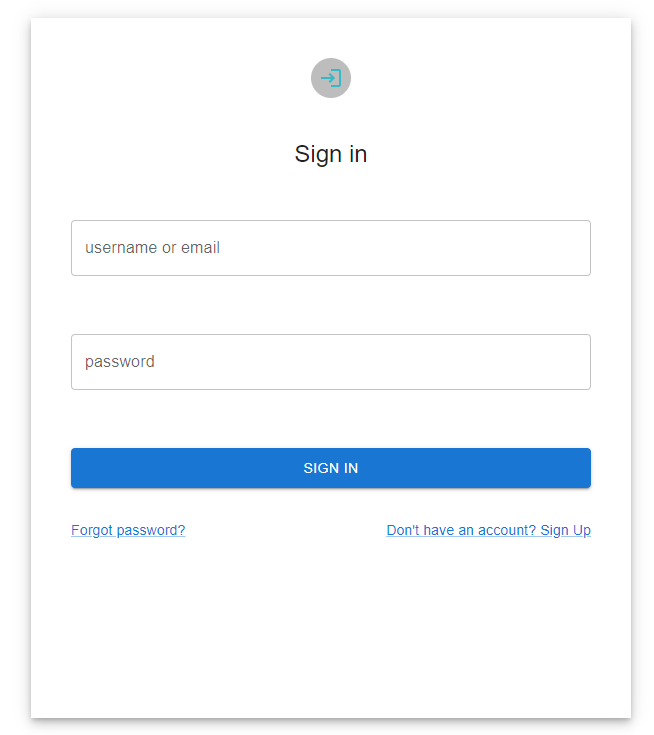 Sign in
username or email
password
SIGN IN
Forgot password? Don't have an account? Sign Up